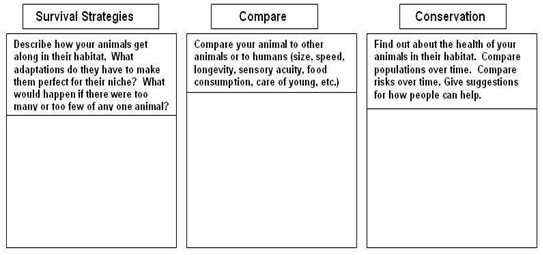 Survival Strategies
Describe how your animals get
along in their habitat. What
adaptations do they have to make
them perfect for their niche? What
would happen if there were too
many or too few of any one animal?
Compare
Compare your animal to other
animals or to humans (size, speed,
longevity, sensory acuity, food
consumption, care of young, etc.)
Conservation
Find out about the health of your
animals in their habitat. Compare
populations over time. Compare
risks over time. Give suggestions
for how people can help.